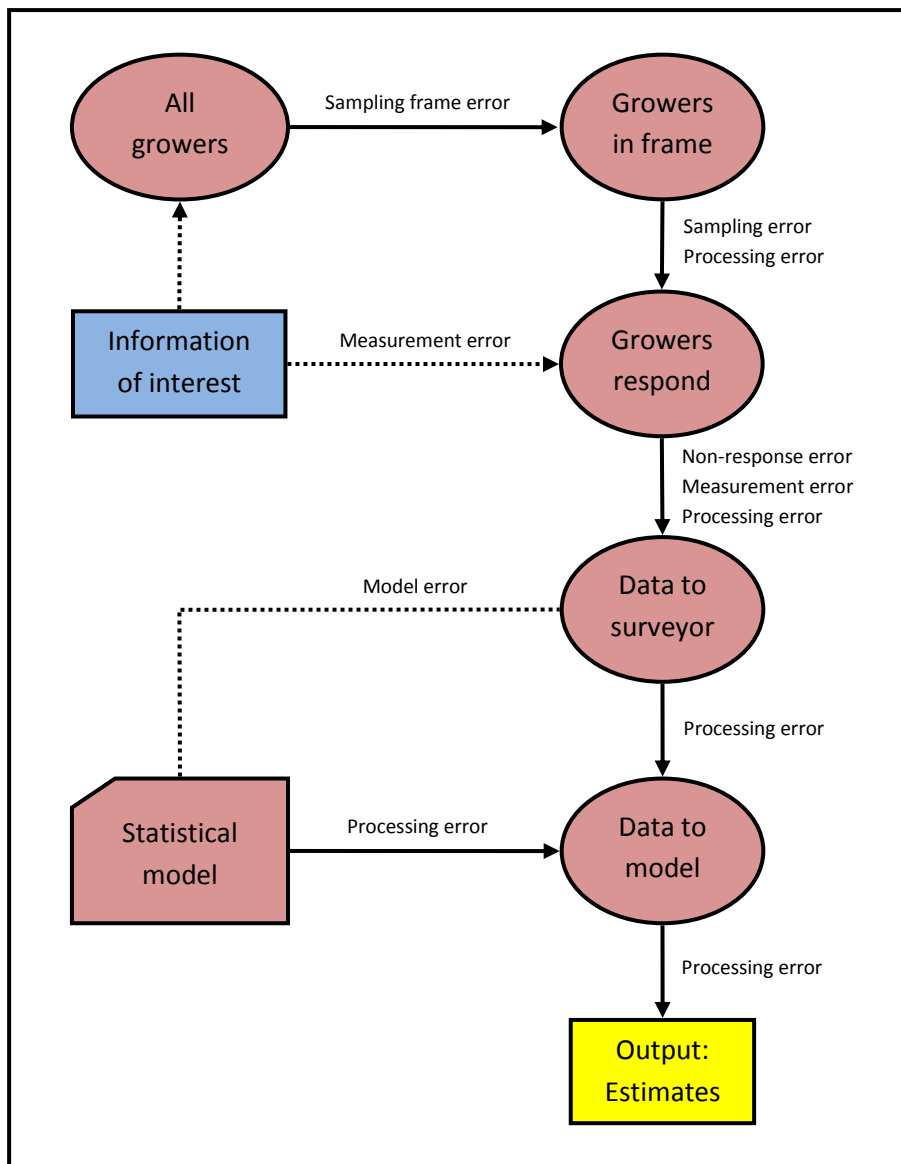 All
growers
Sampling frame error
Growers
in frame
Sampling error
Processing error
Information
of interest
Measurement error
Growers
respond
Non-response error
Measurement error
Processing error
Model error
Data to
surveyor
Processing error
Statistical
model
Processing error
Data to
model
Processing error
Output:
Estimates